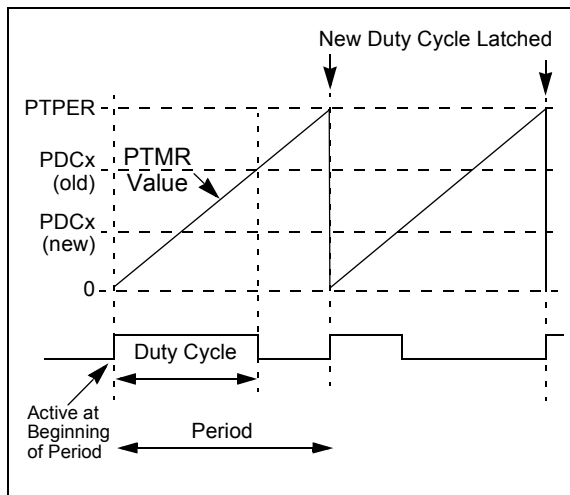 New Duty Cycle Latched
PTPER
PDCx
(old)
PTMR
Value
PDCx
(new)
0
Duty Cycle
Active at
Beginning
of Period
Period